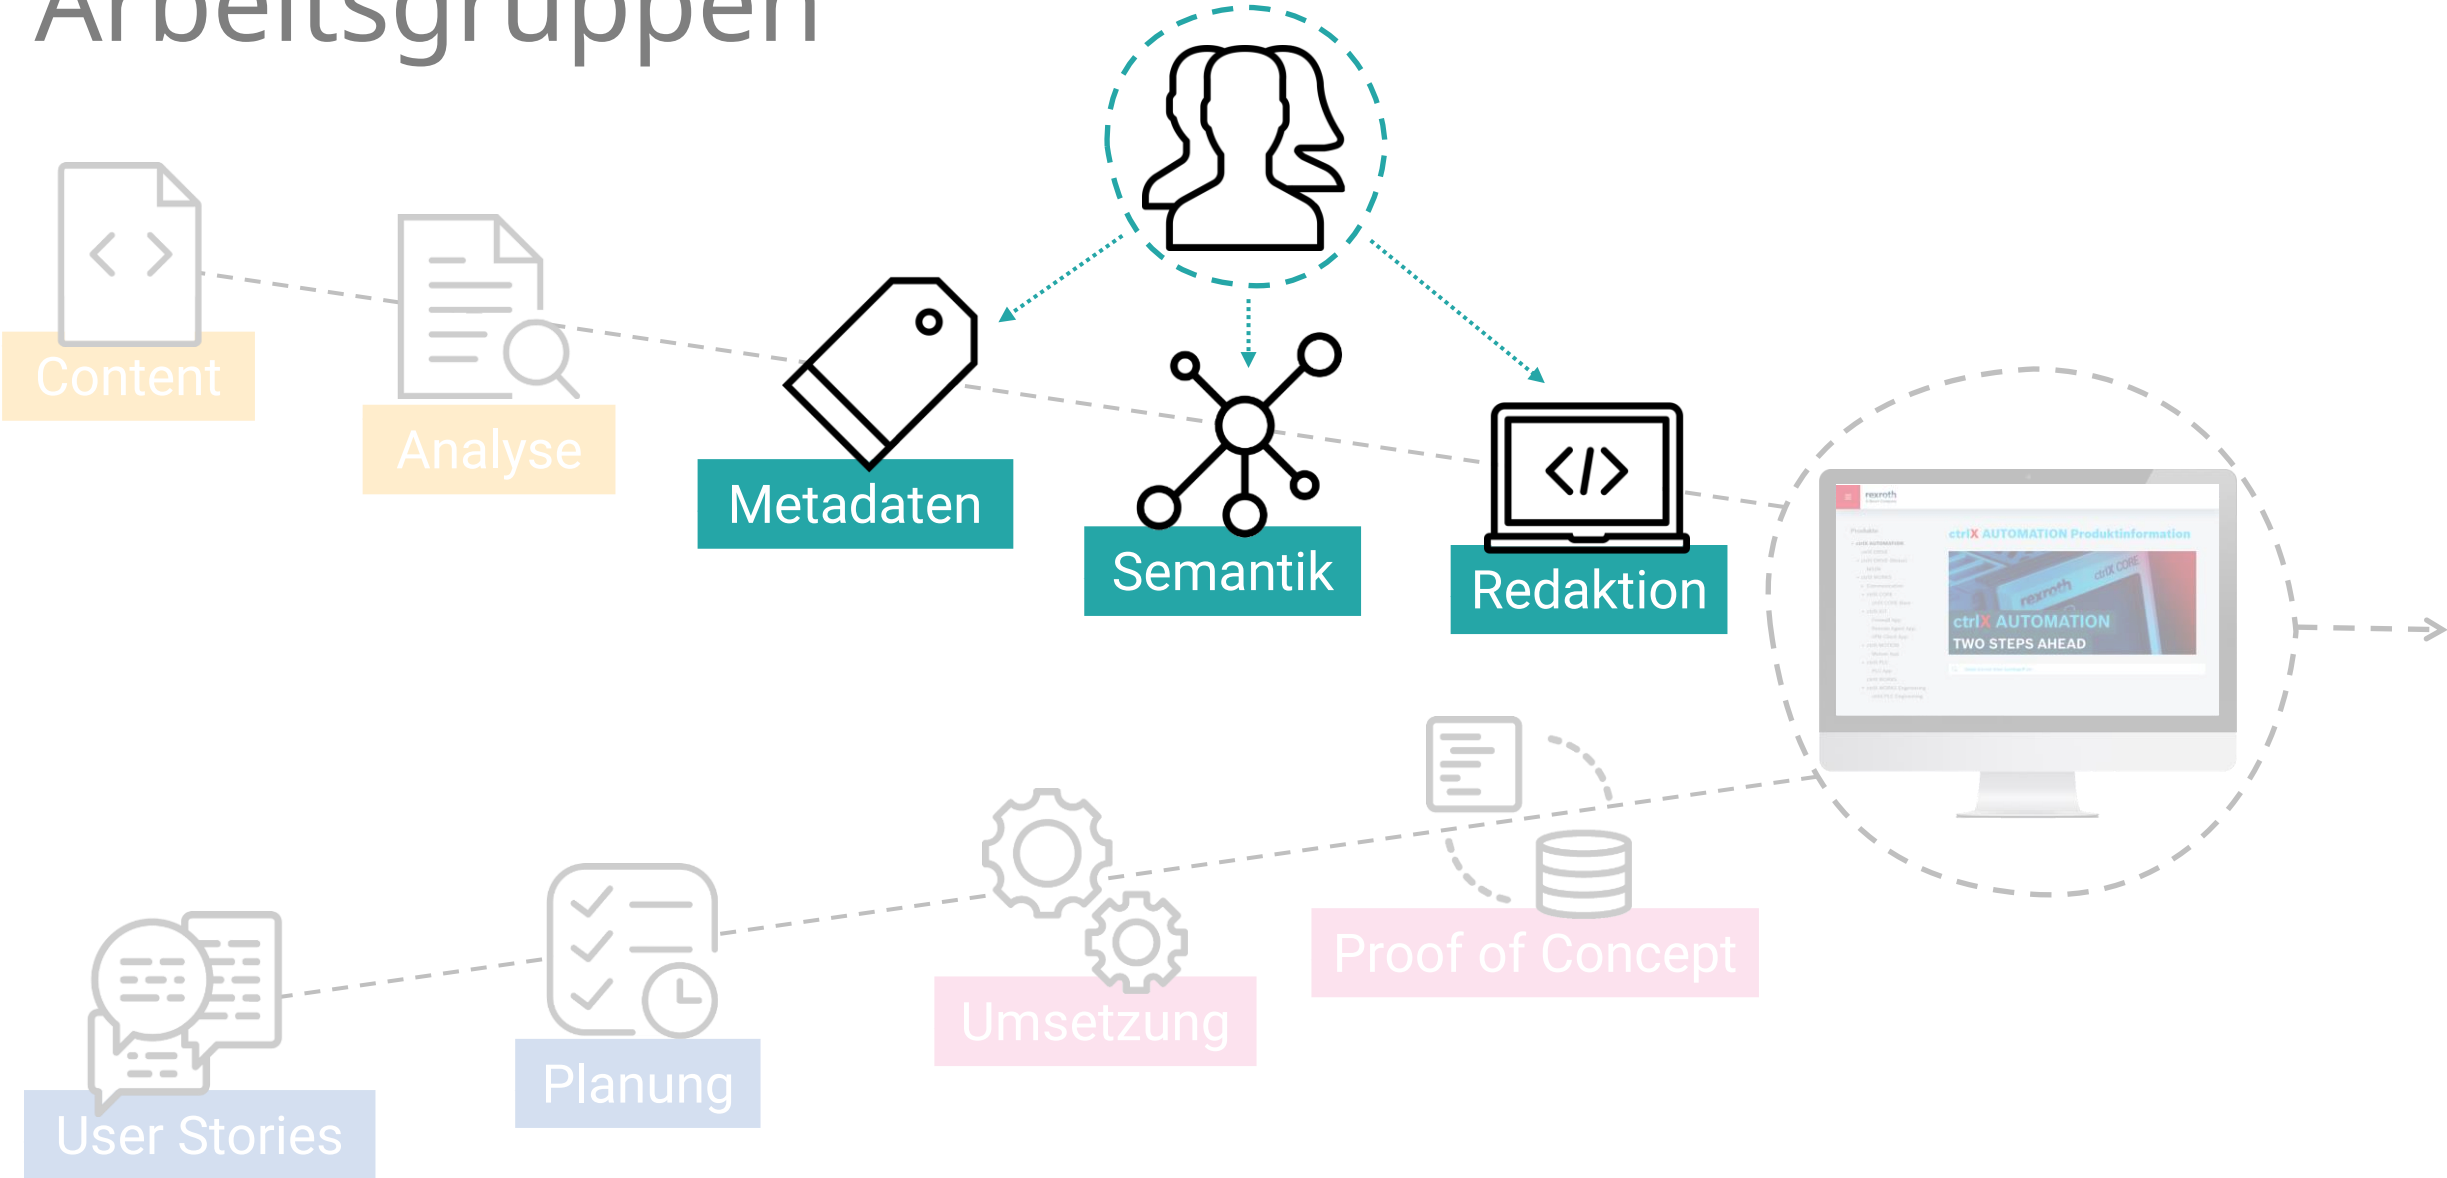 Arbeitsgruppen
Content
Analyse
Metadaten
Semantik
Redaktion
rexroth
ctrlX AUTOMATION Produktinformation
rexroth
ctrlX CORE
ctrlX AUTOMATION
TWO STEPS AHEAD
User Stories
Planung
Umsetzung
Proof of Concept